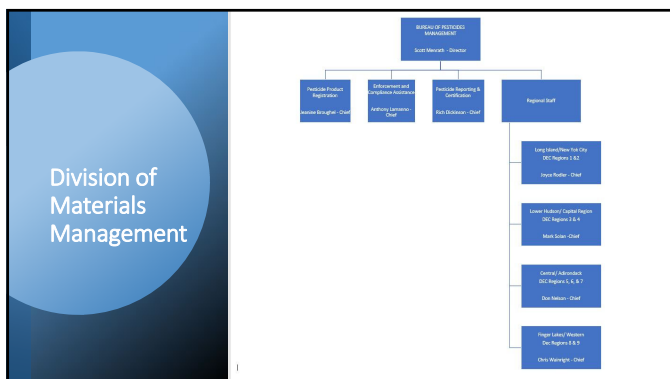 Division of
Materials
Management
BUREAU OF PESTICIDES
MANAGEMENT
Scott Menrath - Director
Pesticide Product
Registration
Jeanine Broughel - Chief
Enforcement and
Compliance Assistance
Anthony Lamanno -
Chief
Pesticide Reporting &
Certification
Rich Dickinson - Chief
Regional Staff
Long Island/New York City
DEC Regions 1 &2
Joyce Rodler - Chief
Lower Hudson/ Capital Region
DEC Regions 3 & 4
Mark Solan -Chief
Central/ Adirondack
DEC Regions 5, 6, & 7
Don Nelson - Chief
Finger Lakes/ Western
Dec Regions 8 & 9
Chris Wainwright - Chief